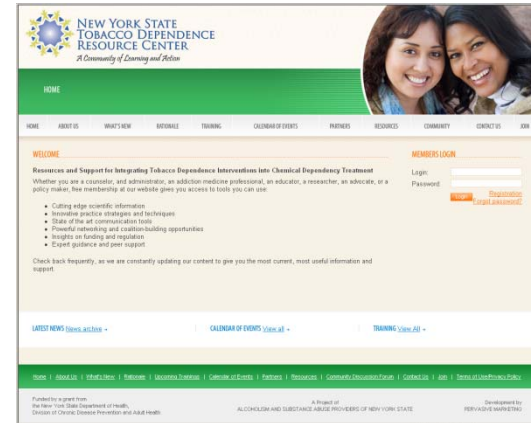 NEW YORK STATE
TOBACCO DEPENDENCE
RESOURCE CENTER
A Community of Learning and Action
HOME
HOME ABOUT US WHAT'S NEW RATIONALE TRAINING CALENDAR OF EVENTS PARTNERS RESOURCES COMMUNITY CONTACT US JOIN
WELCOME
Resources and Support for Integrating Tobacco Dependence Interventions into Chemical Dependency Treatment
Whether you are a counselor, and administrator, an addiction medicine professional, an educator, a researcher, an advocate, or a
policy maker, free membership at our website gives you access to tools you can use:
• Cutting edge scientific information
• Innovative practice strategies and techniques
• State of the art communication tools
• Powerful networking and coalition-building opportunities
• Insights on funding and regulation
• Expert guidance and peer support
Check back frequently, as we are constantly updating our content to give you the most current, most useful information and
support.
MEMBERS LOGIN
Login:
Password:
Login
Registration
Forgot password?
LATEST NEWS News archive
CALENDAR OF EVENTS View all
TRAINING View All
Home | About Us | What's New | Rationale | Upcoming Trainings | Calendar of Events | Partners | Resources | Community Discussion Forum | Contact Us | Join | Terms of Use/Privacy Policy
Funded by a grant from
the New York State Department of Health,
Division of Chronic Disease Prevention and Adult Health
A Project of
ALCOHOLISM AND SUBSTANCE ABUSE PROVIDERS OF NEW YORK STATE
Development by
PERVASIVE MARKETING